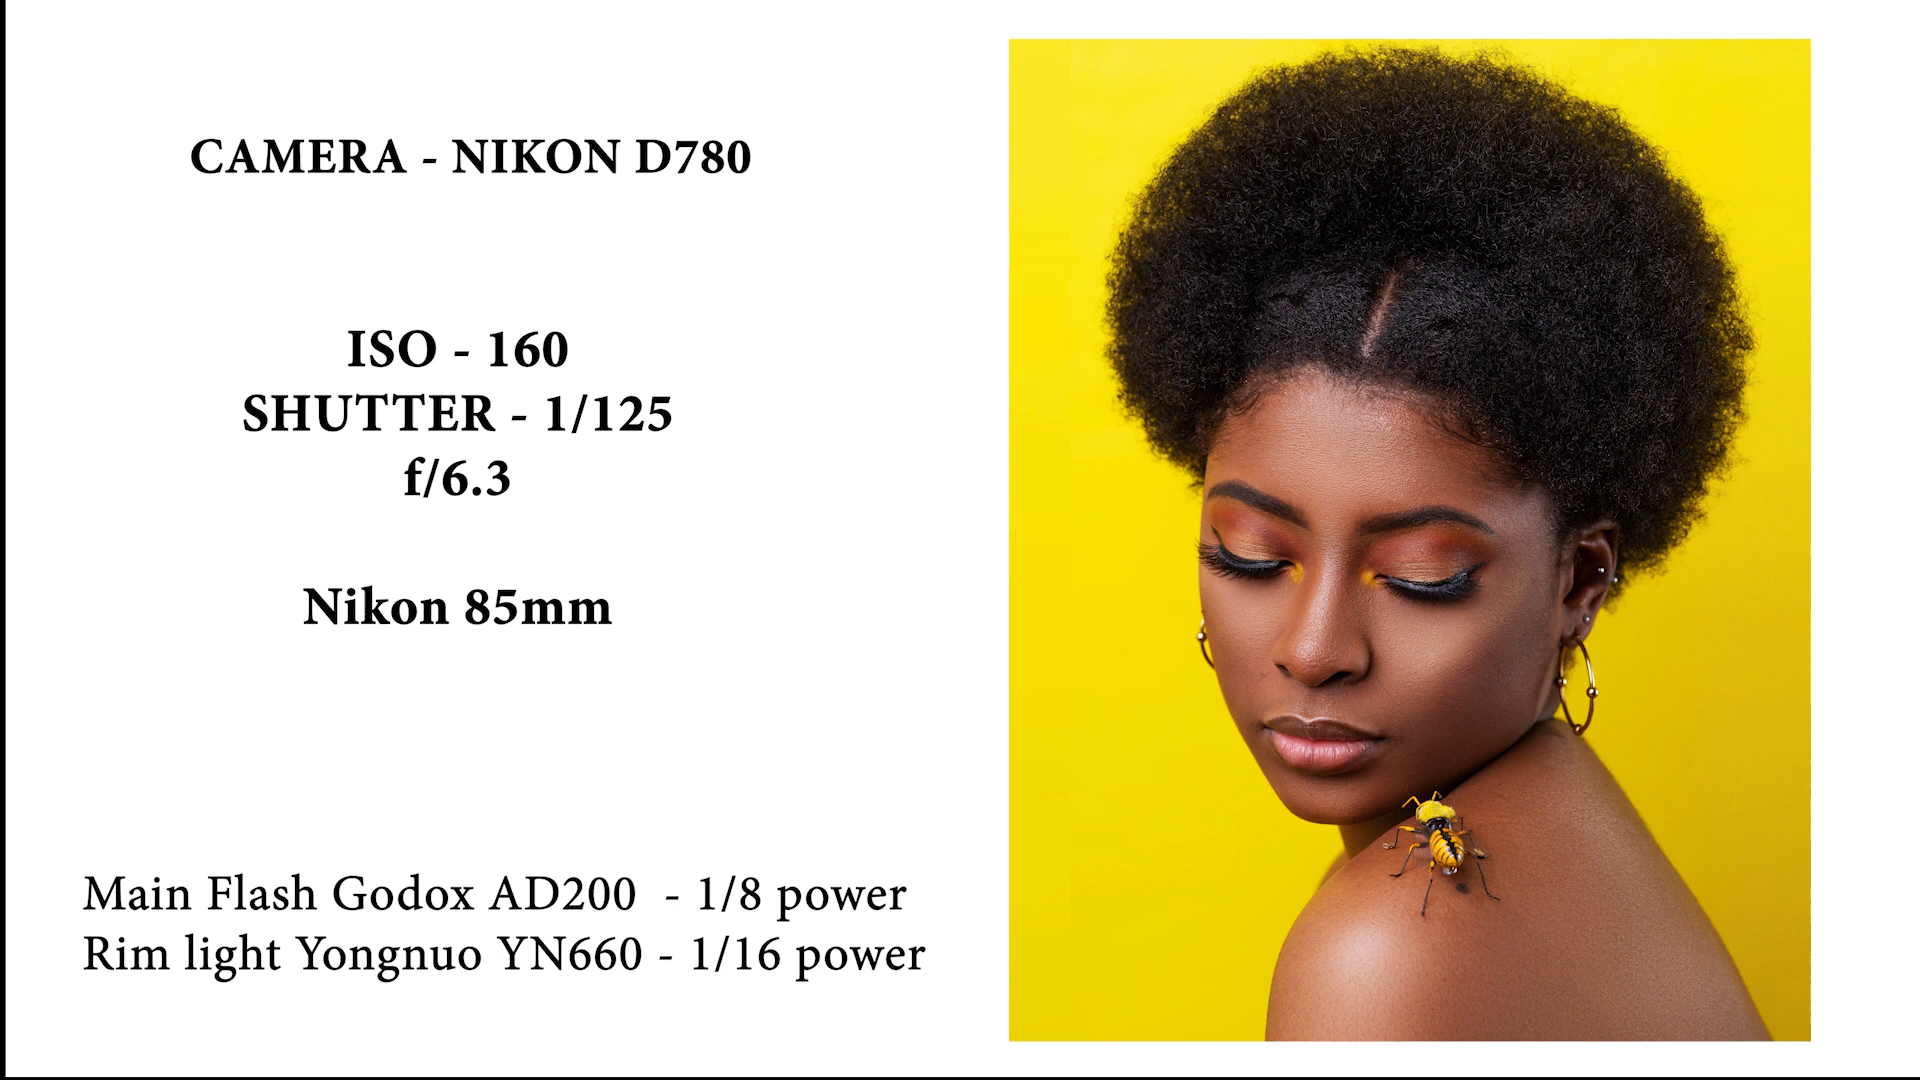 CAMERA - NIKON D780
ISO - 160
SHUTTER - 1/125
f/6.3
Nikon 85mm
Main Flash Godox AD200 - 1/8 power
Rim light Yongnuo YN660 - 1/16 power